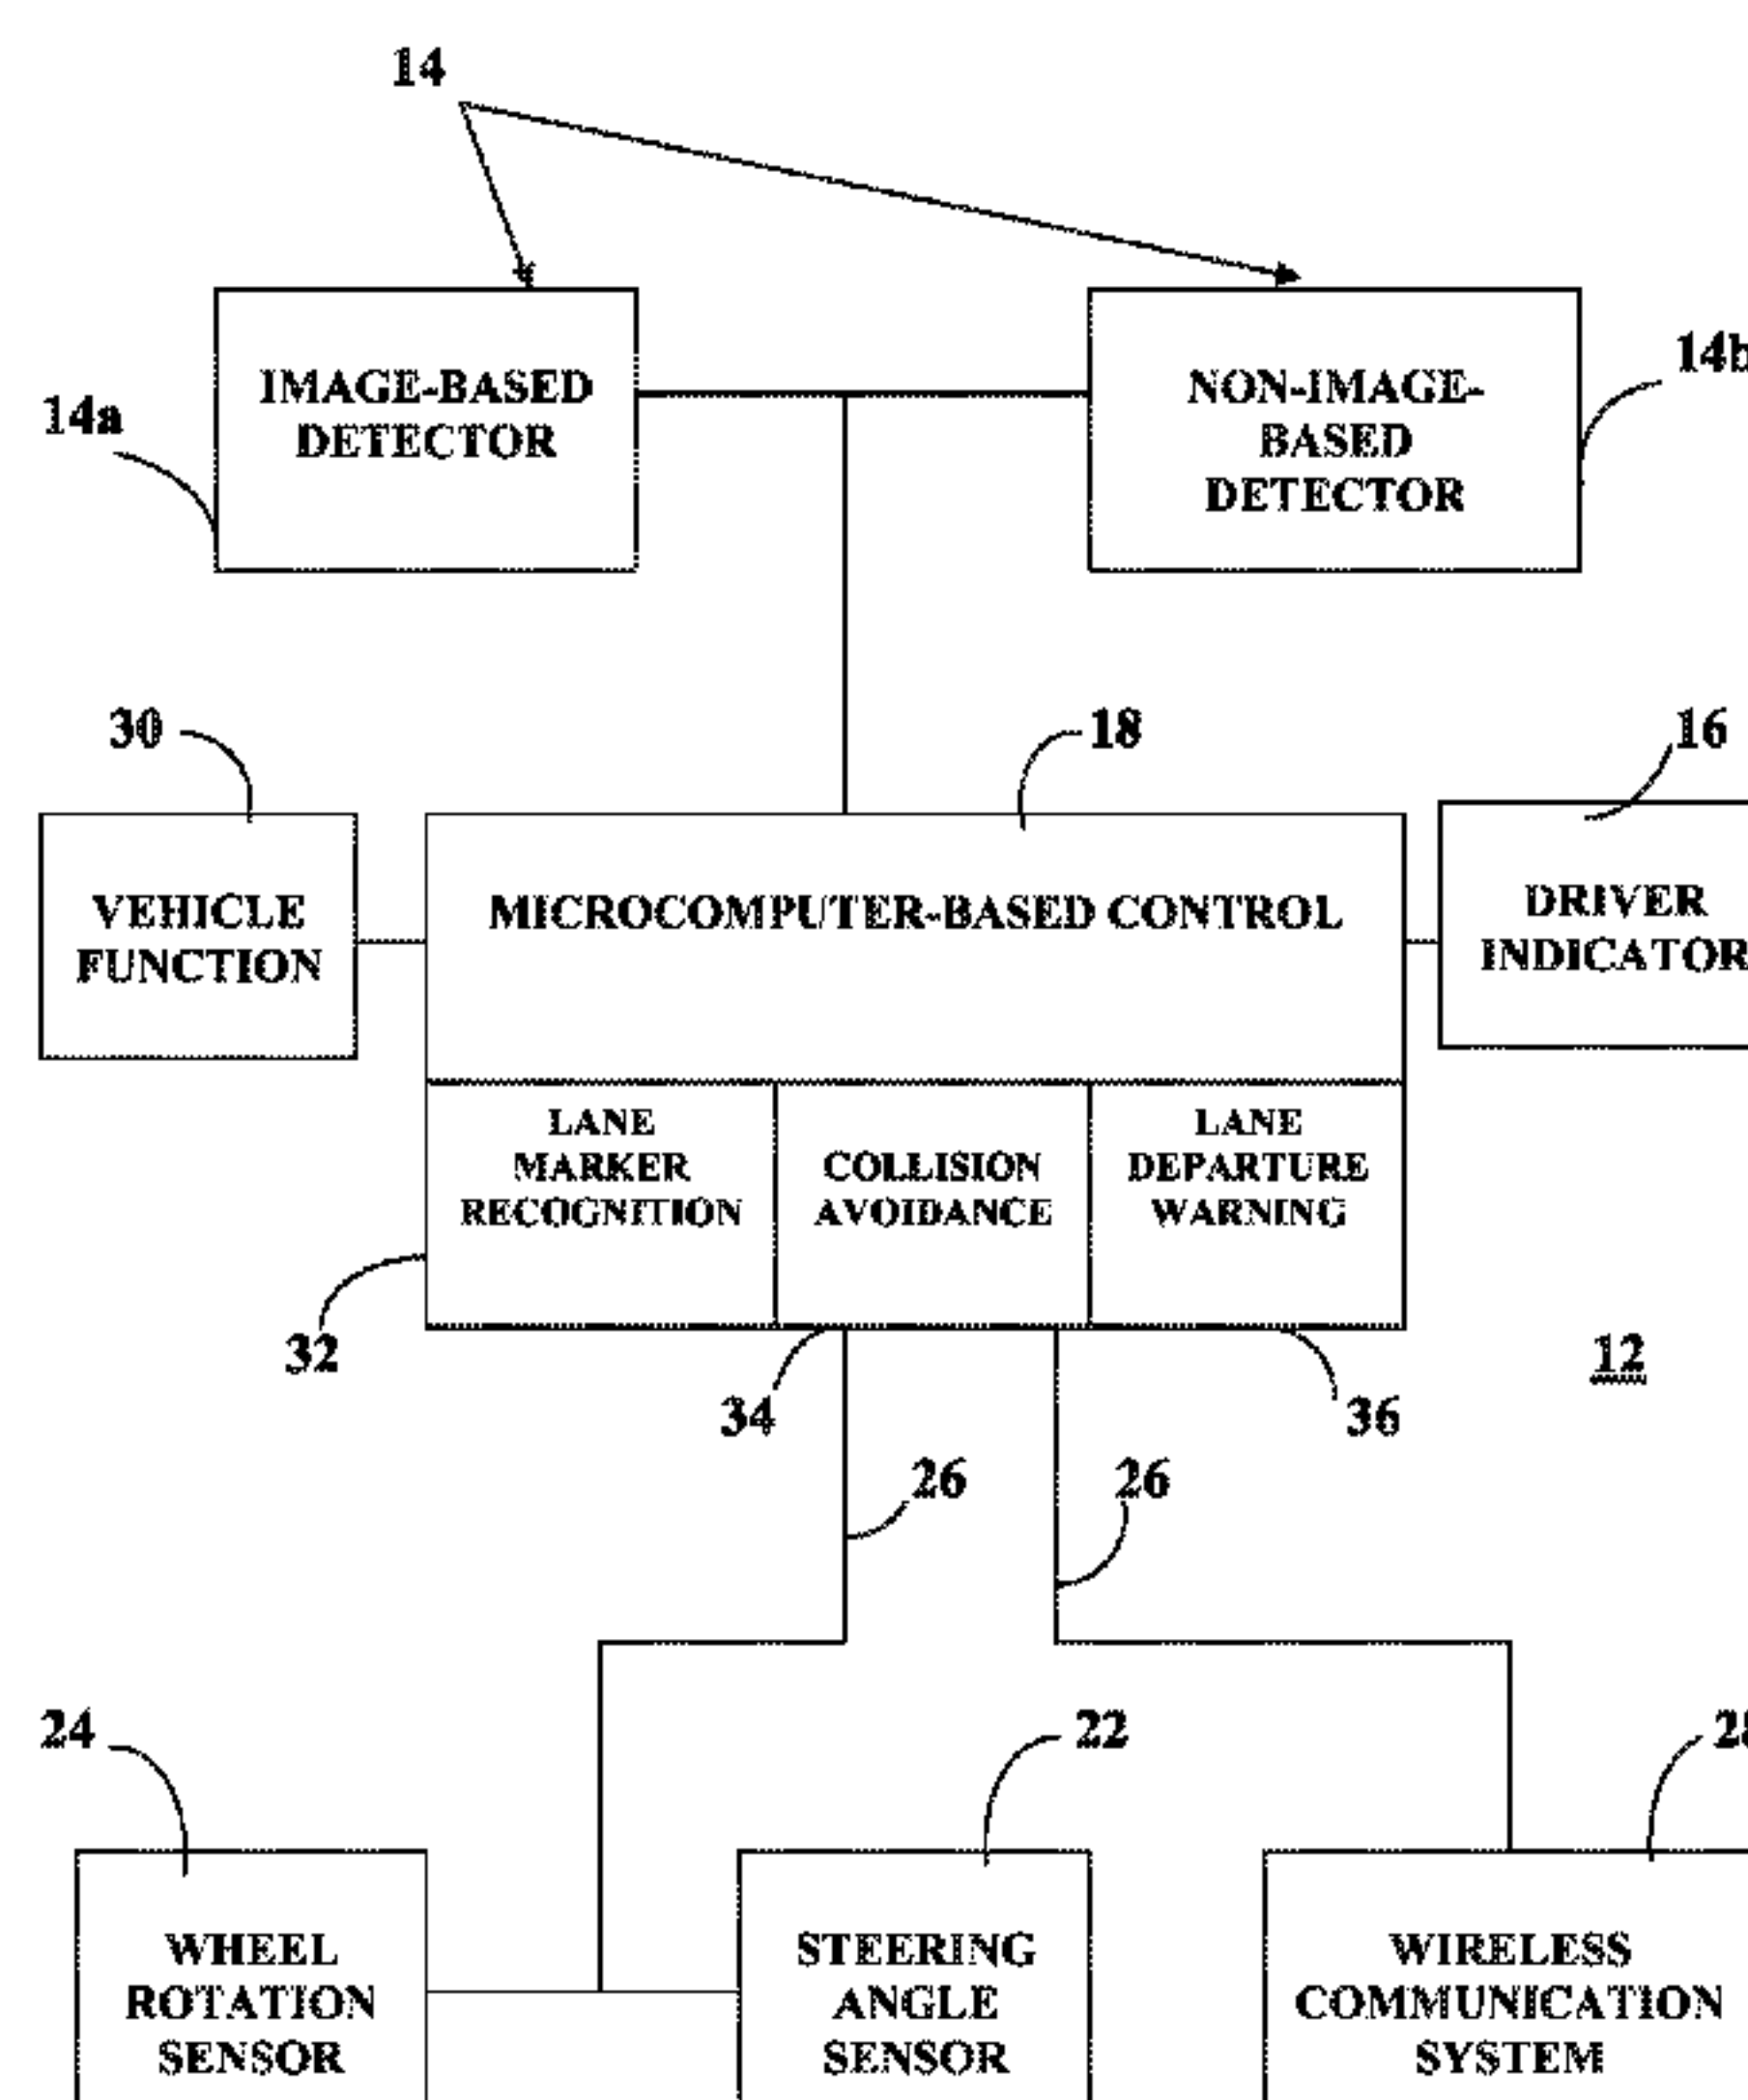 14
IMAGE-BASED
DETECTOR
NON-IMAGE-
BASED
DETECTOR
14a
14b
30
18
16
VEHICLE
FUNCTION
MICROCOMPUTER-BASED CONTROL
DRIVER
INDICATOR
LANE
MARKER
RECOGNITION
COLLISION
AVOIDANCE
LANE
DEPARTURE
WARNING
32
34
36
12
26
26
24
22
28
WHEEL
ROTATION
SENSOR
STEERING
ANGLE
SENSOR
WIRELESS
COMMUNICATION
SYSTEM